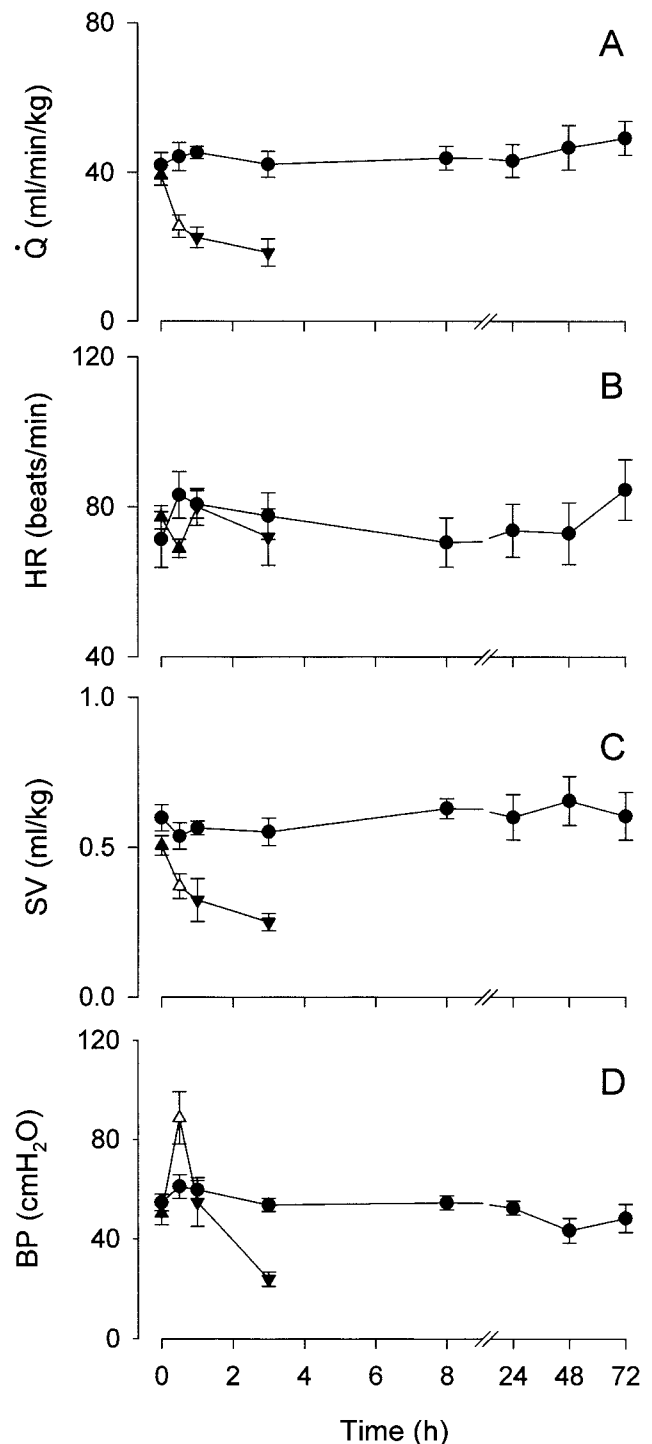 A
80
40
0
Q̇ (ml/min/kg)
B
120
80
40
HR (beats/min)
C
1.0
0.5
0.0
SV (ml/kg)
D
120
80
40
0
BP (cmH₂O)
0 2 4 6 8 24 48 72
Time (h)